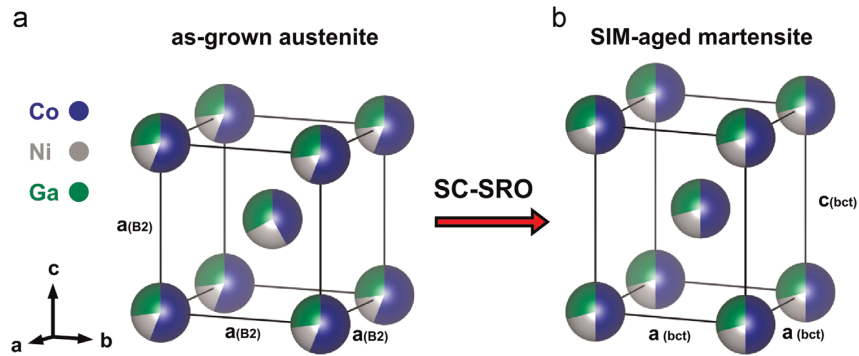 a
as-grown austenite
Co
Ni
Ga
a(B2)
a(B2)
a(B2)
c
a
b
SC-SRO
b
SIM-aged martensite
c(bct)
a (bct)
a (bct)